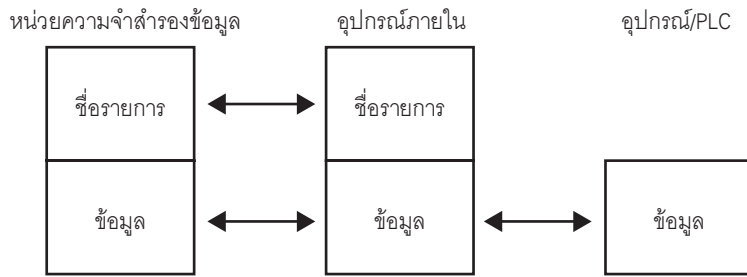 หน่วยความจำสำรองข้อมูล อุปกรณ์ภายใน อุปกรณ์/PLC
ชื่อรายการ ชื่อรายการ
ข้อมูล ข้อมูล ข้อมูล